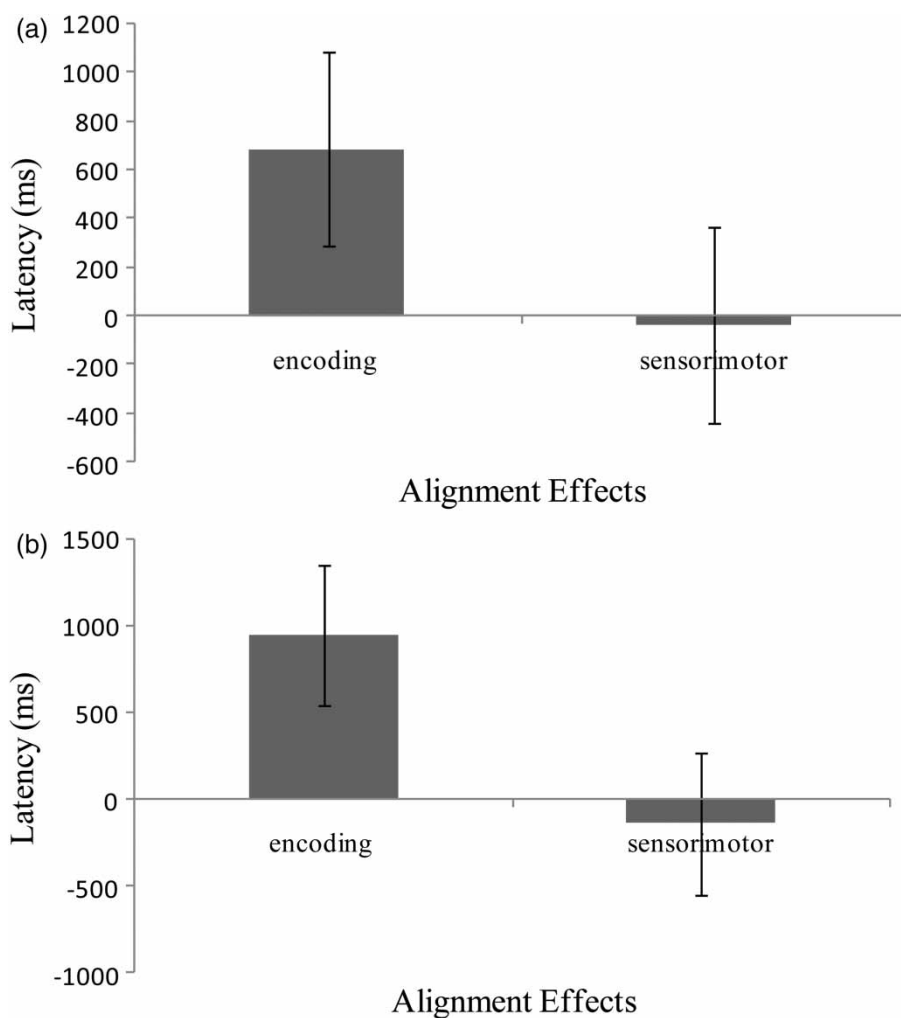 (a)
1200
1000
800
600
400
200
0
-200
-400
-600
Latency (ms)
encoding
sensorimotor
Alignment Effects
(b)
1500
1000
500
0
-500
-1000
Latency (ms)
encoding
sensorimotor
Alignment Effects